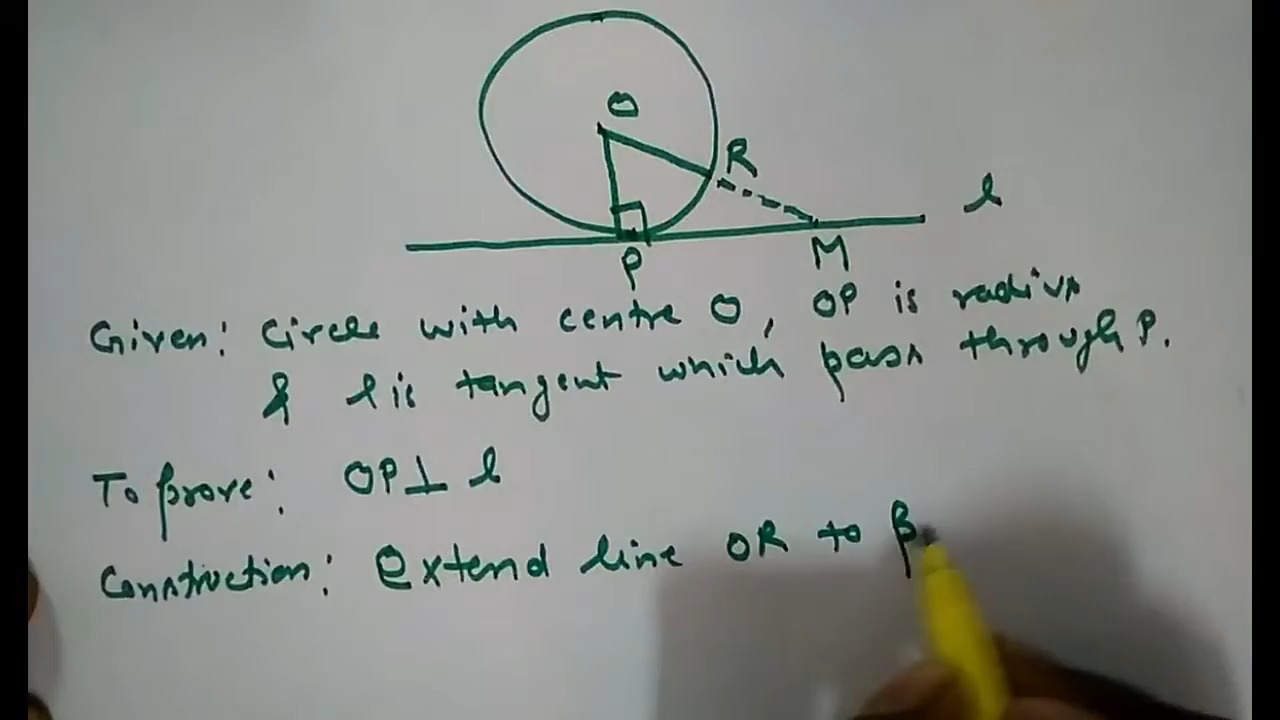 O
R
l
P
M
Given: Circle with centre O, OP is radius
& l is tangent which pass through P.
To prove: OP⊥ l
Construction: extend line OR to